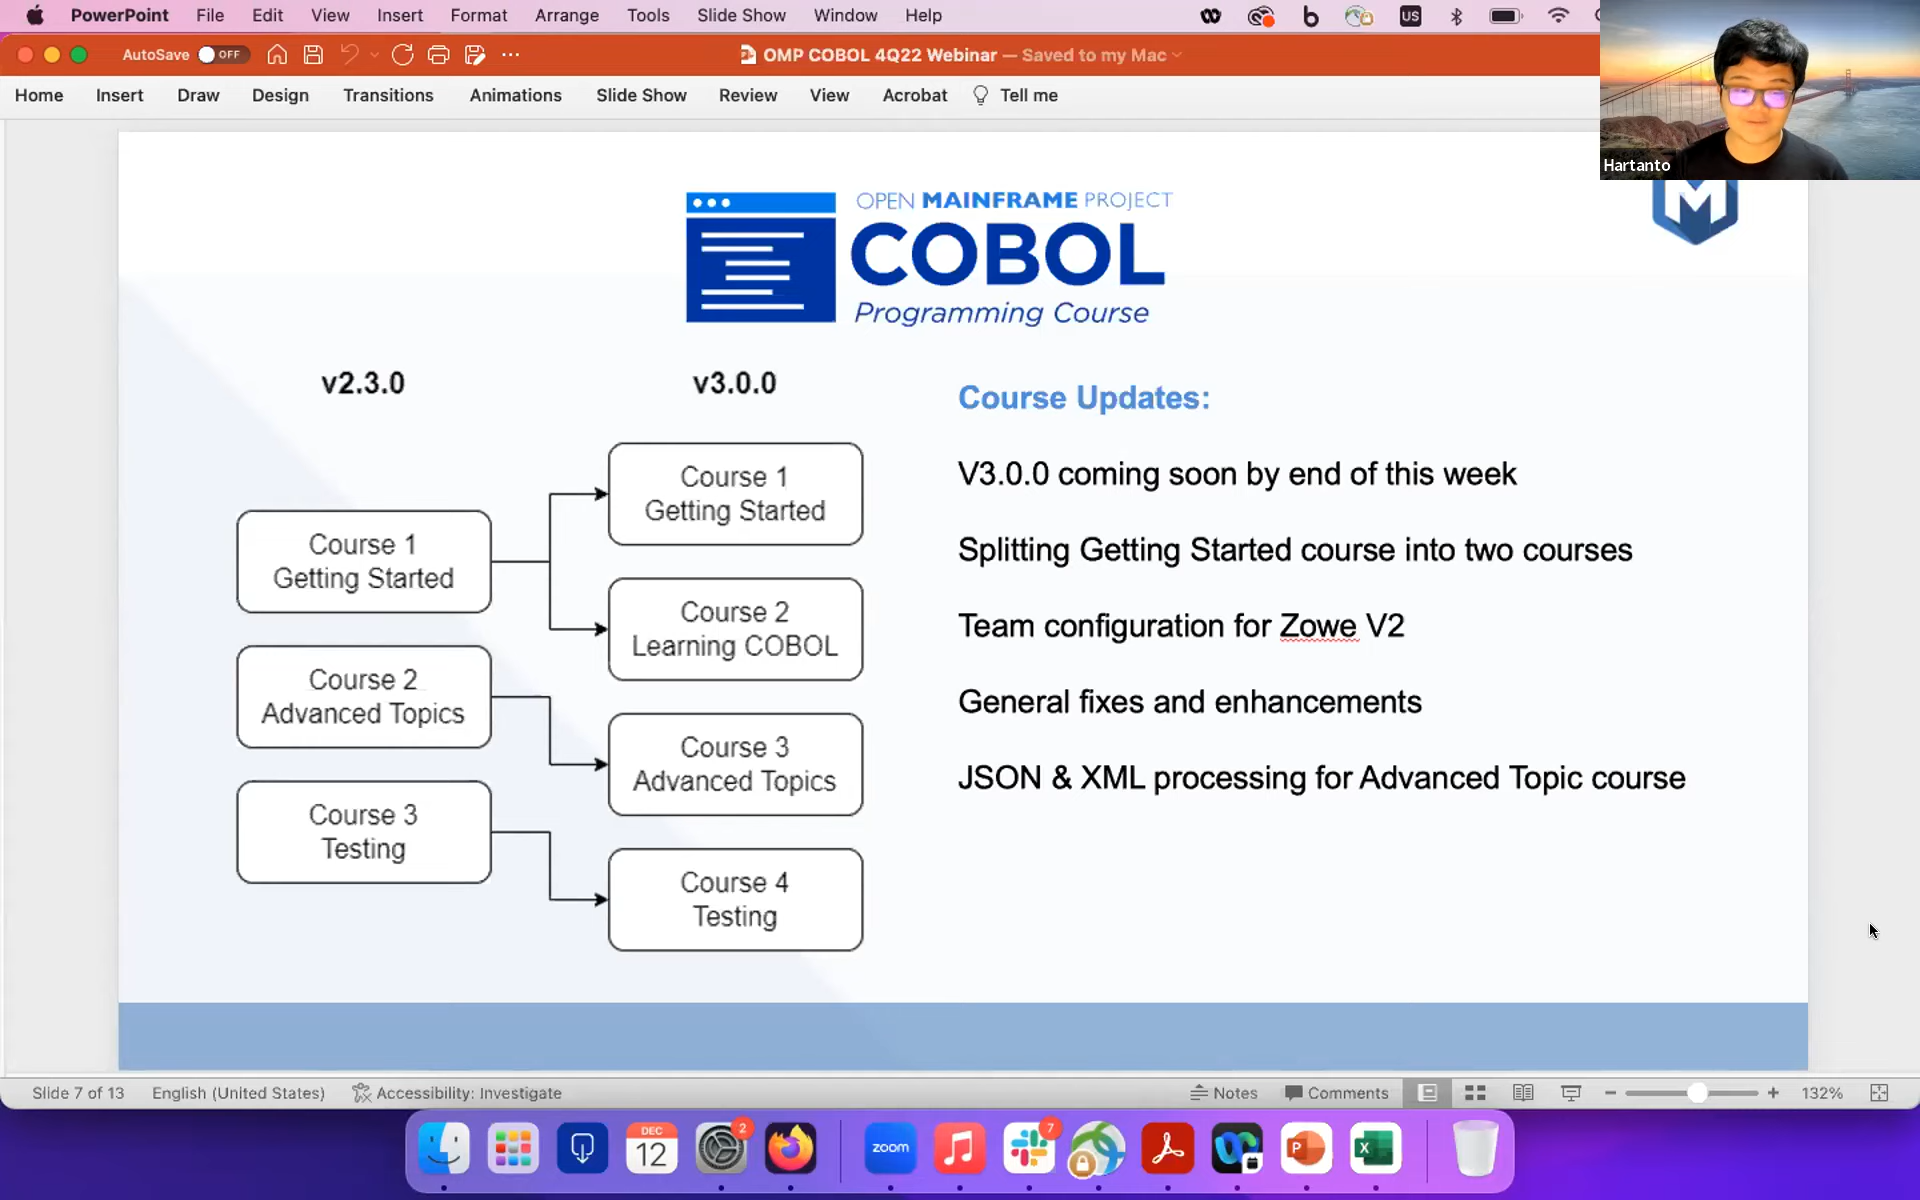 PowerPoint File Edit View Insert Format Arrange Tools Slide Show Window Help
US
AutoSave OFF
OMP COBOL 4Q22 Webinar — Saved to my Mac
Home Insert Draw Design Transitions Animations Slide Show Review View Acrobat Tell me
Hartanto
OPEN MAINFRAME PROJECT
COBOL
Programming Course
v2.3.0
v3.0.0
Course 1
Getting Started
Course 2
Advanced Topics
Course 3
Testing
Course 1
Getting Started
Course 2
Learning COBOL
Course 3
Advanced Topics
Course 4
Testing
Course Updates:
V3.0.0 coming soon by end of this week
Splitting Getting Started course into two courses
Team configuration for Zowe V2
General fixes and enhancements
JSON & XML processing for Advanced Topic course
Slide 7 of 13 English (United States) Accessibility: Investigate Notes Comments 132%
DEC
12
2
zoom
7
P
X